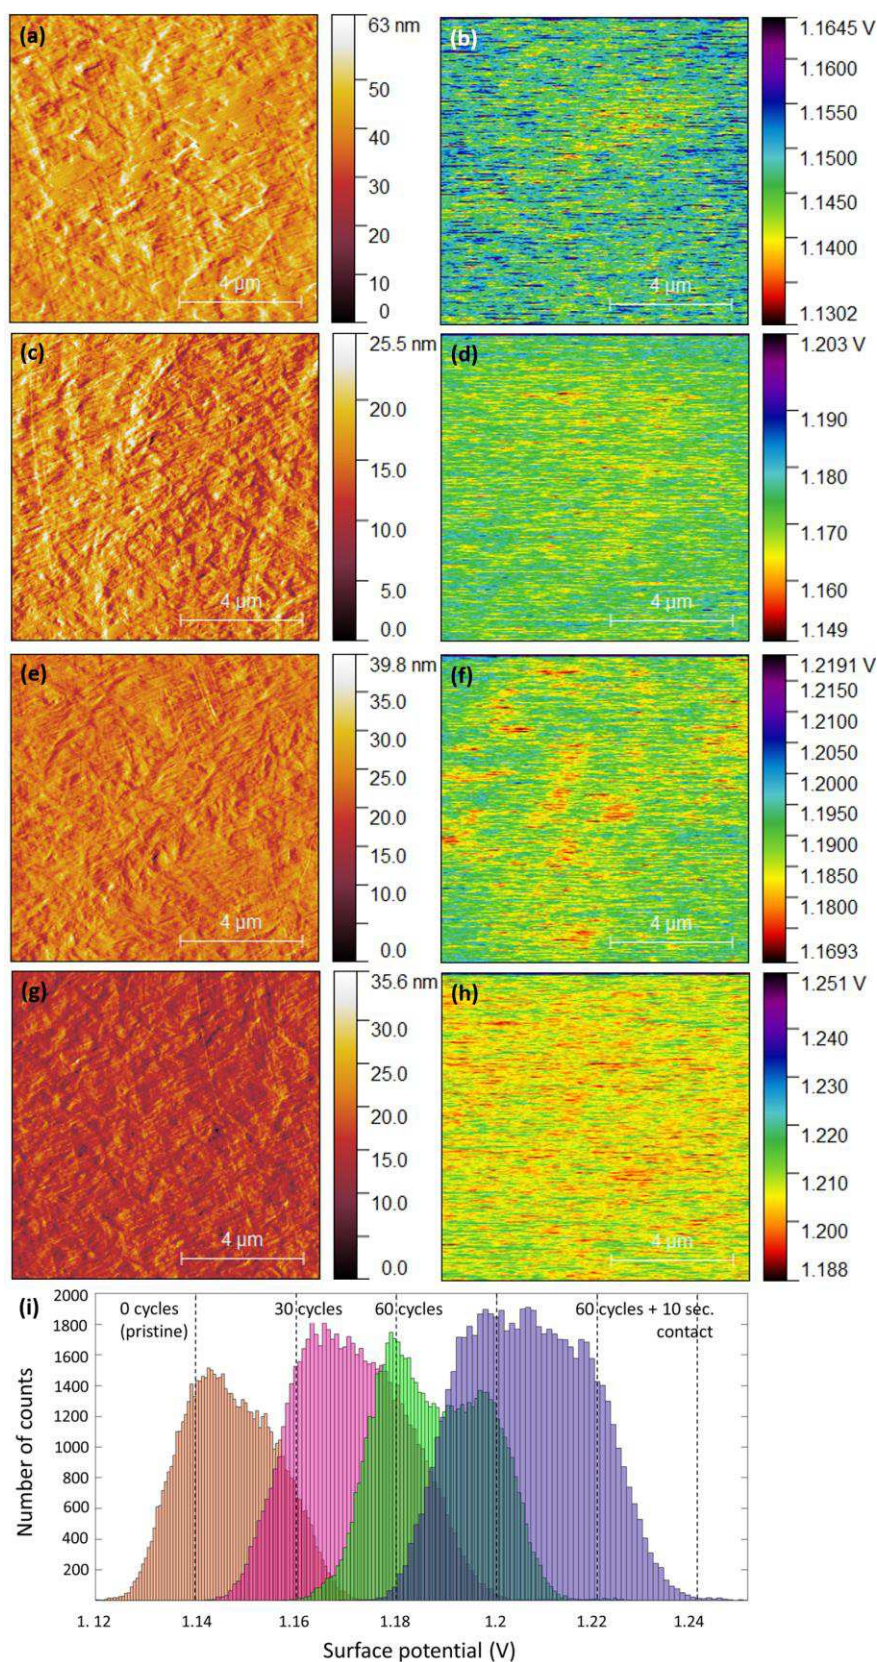 (a)
63 nm
50
40
30
20
10
0
4 µm
(b)
1.1645 V
1.1600
1.1550
1.1500
1.1450
1.1400
1.1302
4 µm
(c)
25.5 nm
20.0
15.0
10.0
5.0
0.0
4 µm
(d)
1.203 V
1.190
1.180
1.170
1.160
1.149
4 µm
(e)
39.8 nm
35.0
30.0
25.0
20.0
15.0
10.0
0.0
4 µm
(f)
1.2191 V
1.2150
1.2100
1.2050
1.2000
1.1950
1.1900
1.1850
1.1800
1.1693
4 µm
(g)
35.6 nm
30.0
25.0
20.0
15.0
10.0
0.0
4 µm
(h)
1.251 V
1.240
1.230
1.220
1.210
1.200
1.188
4 µm
(i)
2000
1800
1600
1400
1200
1000
800
600
400
200
Number of counts
0 cycles
(pristine)
30 cycles
60 cycles
60 cycles + 10 sec.
contact
1. 12 1.14 1.16 1.18 1.2 1.22 1.24
Surface potential (V)